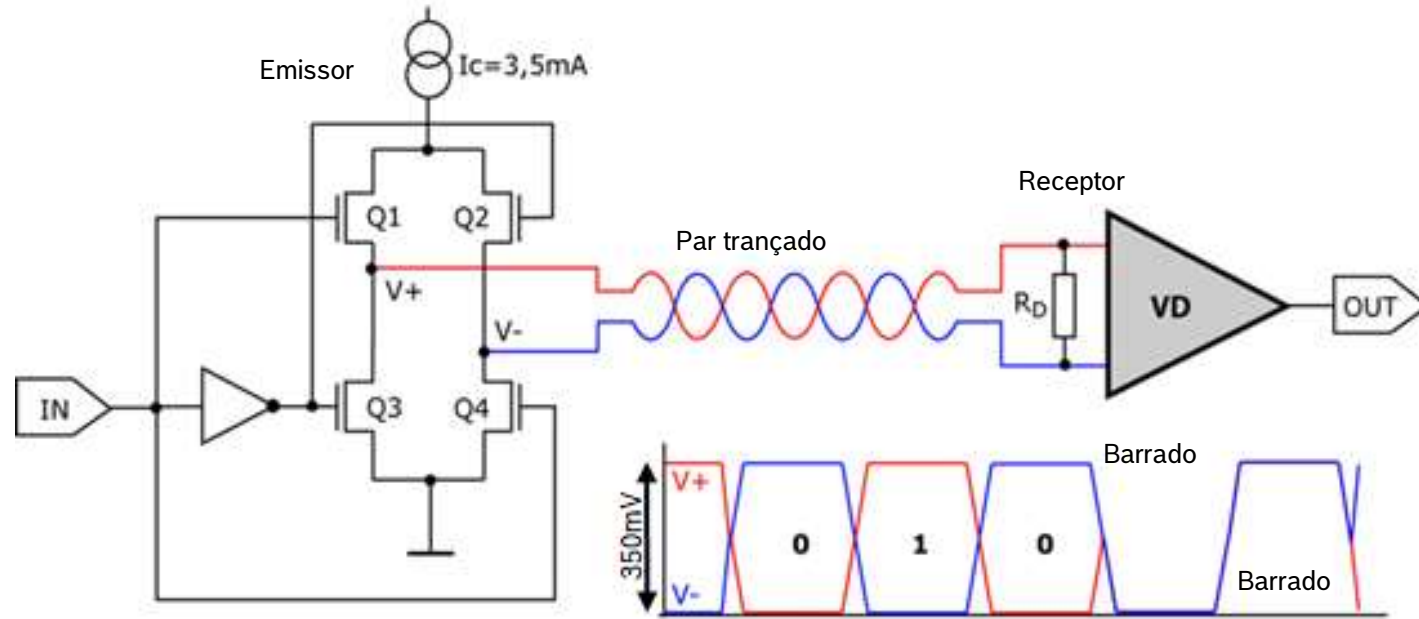 Emissor
Ic=3,5mA
Receptor
Q1
Q2
Par trançado
V+
V-
RD
VD
OUT
IN
Q3
Q4
Barrado
350mV
V+
0
1
0
V-
Barrado